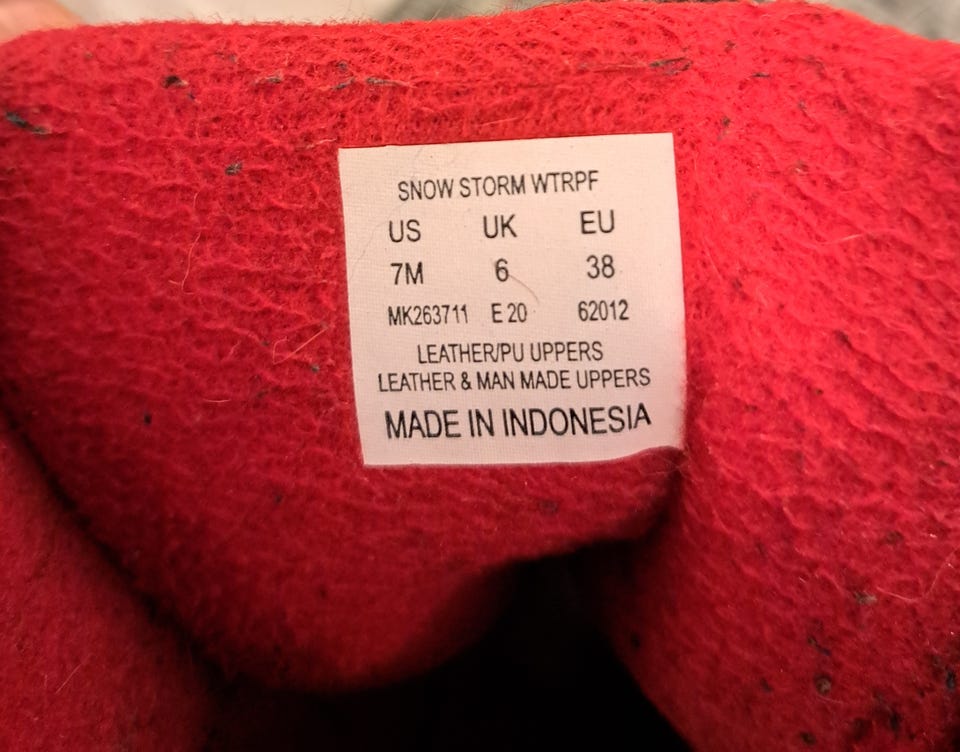 SNOW STORM WTRPF
US UK EU
7M 6 38
MK263711 E 20 62012
LEATHER/PU UPPERS
LEATHER & MAN MADE UPPERS
MADE IN INDONESIA